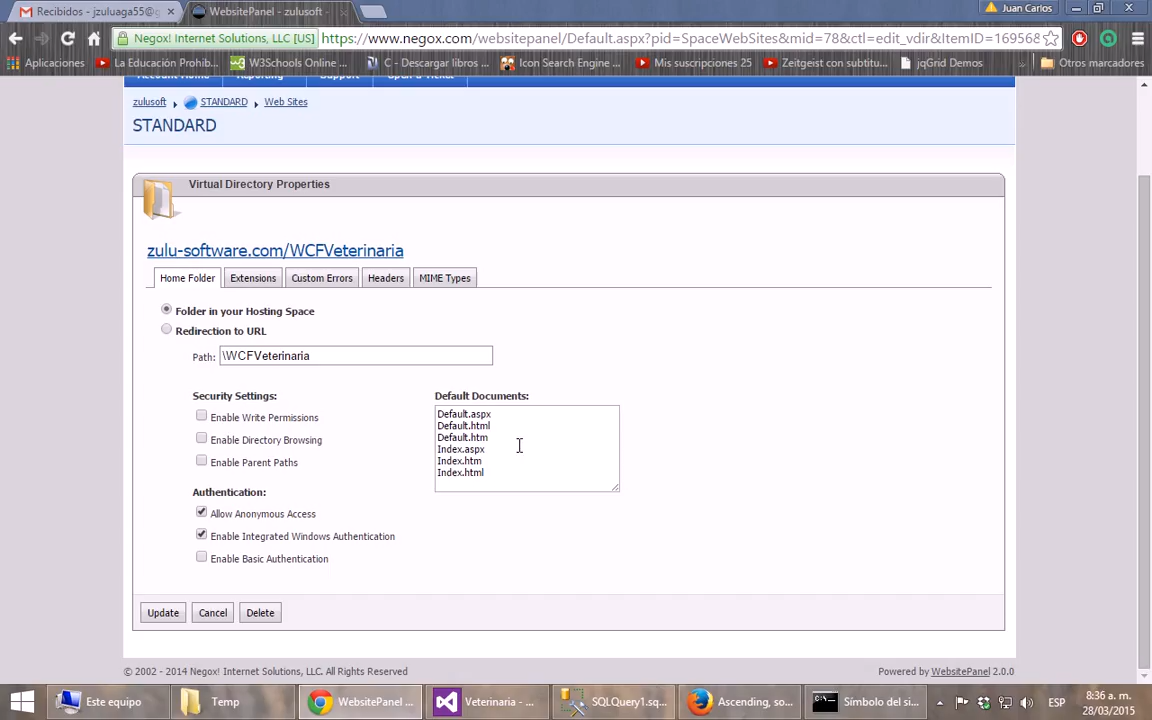 Recibidos - jzuluaga55@g
WebsitePanel - zulusoft -
Juan Carlos
Negox! Internet Solutions, LLC [US]
https://www.negox.com/websitepanel/Default.aspx?pid=SpaceWebSites&mid=78&ctl=edit_vdir&ItemID=169568
Aplicaciones
La Educación Prohib...
W3Schools Online ...
C - Descargar libros ...
Icon Search Engine ...
Mis suscripciones 25
Zeitgeist con subtitu...
jqGrid Demos
»
Otros marcadores
Account Home
Reporting
Support
zulusoft
STANDARD
Web Sites
STANDARD
Virtual Directory Properties
zulu-software.com/WCFVeterinaria
Home Folder
Extensions
Custom Errors
Headers
MIME Types
Folder in your Hosting Space
Redirection to URL
Path:
\WCFVeterinaria
Security Settings:
Enable Write Permissions
Enable Directory Browsing
Enable Parent Paths
Default Documents:
Default.aspx
Default.html
Default.htm
Index.aspx
Index.htm
Index.html
Authentication:
Allow Anonymous Access
Enable Integrated Windows Authentication
Enable Basic Authentication
Update
Cancel
Delete
© 2002 - 2014 Negox! Internet Solutions, LLC. All Rights Reserved
Powered by WebsitePanel 2.0.0
Este equipo
Temp
WebsitePanel - ...
Veterinaria - ...
SQLQuery1.sq...
Ascending, so...
Símbolo del si...
ESP
8:36 a. m.
28/03/2015